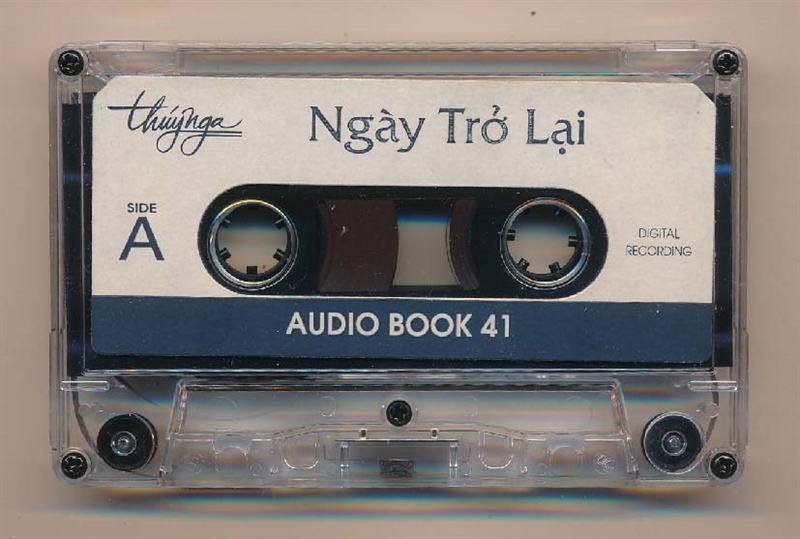 thúynga
Ngày Trở Lại
SIDE
A
DIGITAL
RECORDING
AUDIO BOOK 41